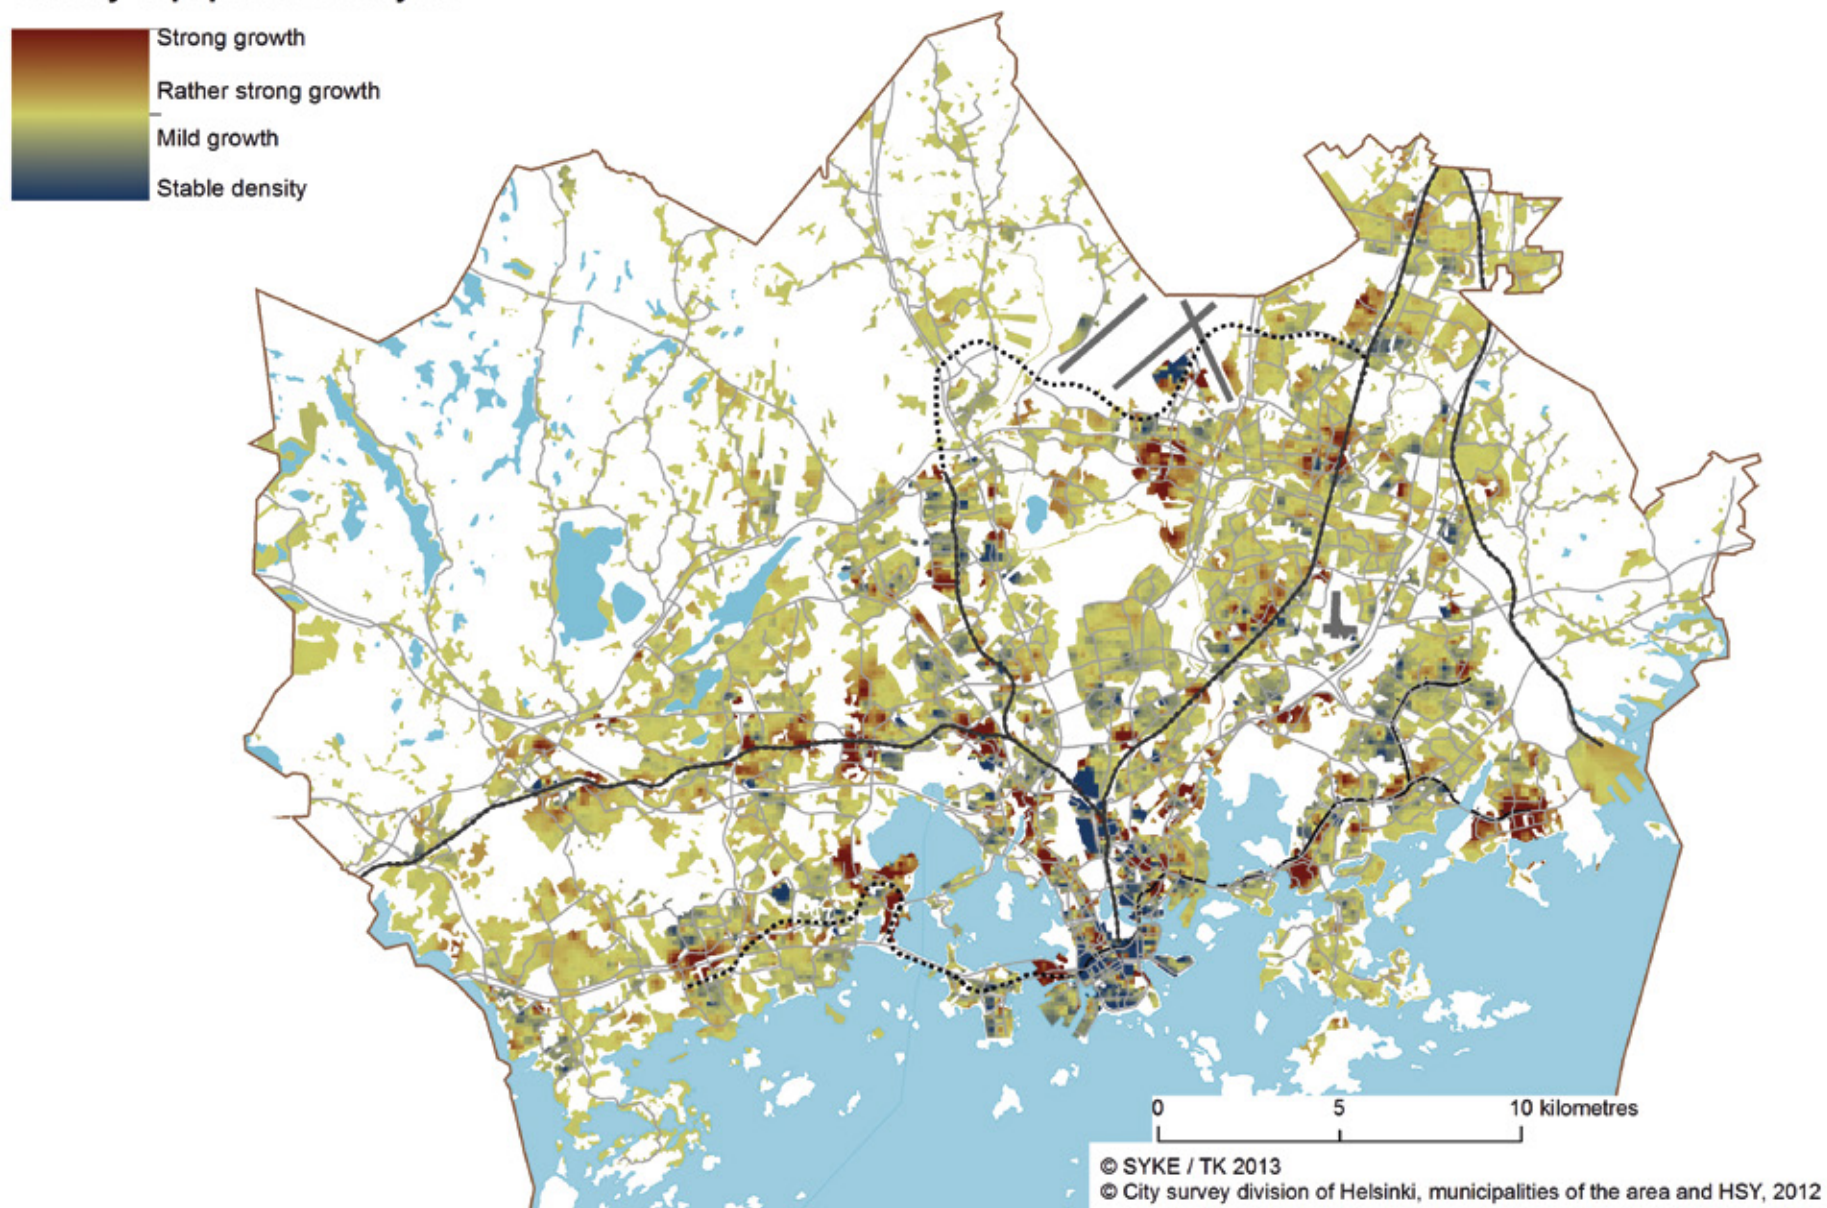 Strong growth
Rather strong growth
Mild growth
Stable density
0 5 10 kilometres
© SYKE / TK 2013
© City survey division of Helsinki, municipalities of the area and HSY, 2012